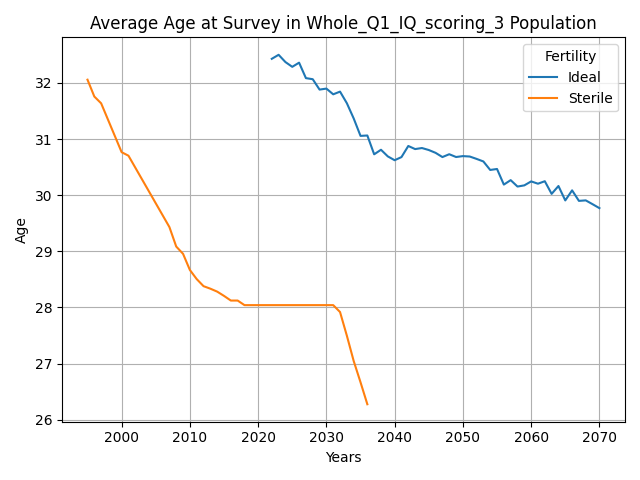 Average Age at Survey in Whole_Q1_IQ_scoring_3 Population
Fertility
Ideal
Sterile
Age
32
31
30
29
28
27
26
2000 2010 2020 2030 2040 2050 2060 2070
Years